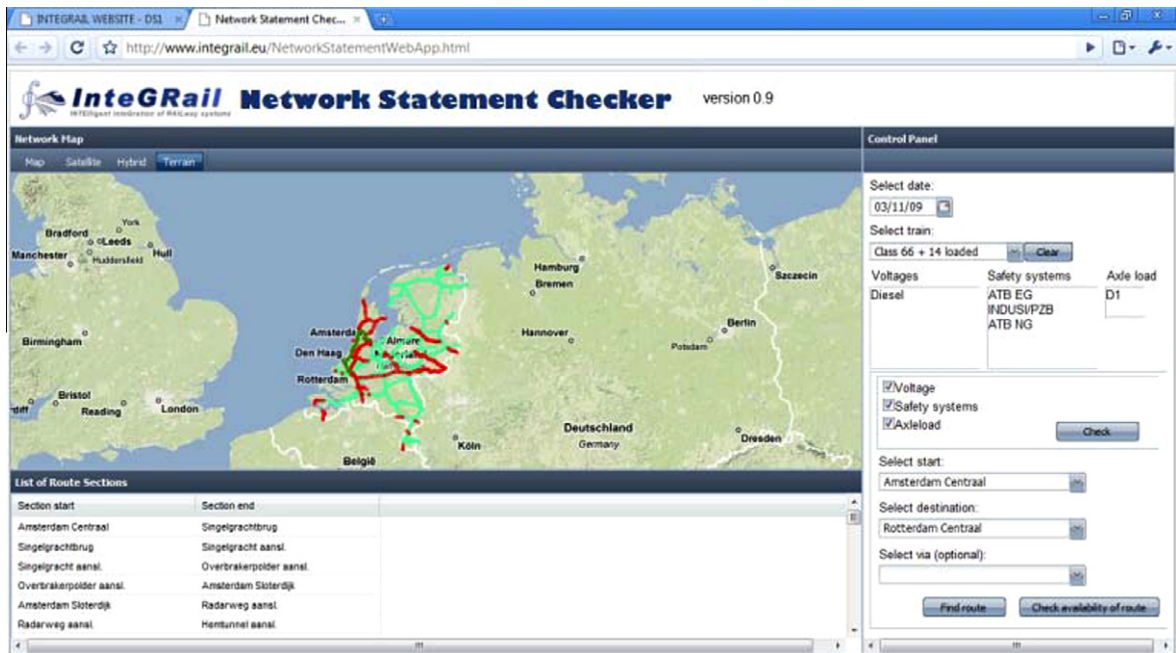 INTEGRAIL WEBSITE - DS1
Network Statement Chec...
http://www.integrail.eu/NetworkStatementWebApp.html
InteGRail
INTElligent inteGration of RAILway systems
Network Statement Checker
version 0.9
Network Map
Map Satellite Hybrid Terrain
York
Bradford
Leeds
Hull
Manchester
Huddersfield
Birmingham
Bristol
Reading
London
Hamburg
Bremen
Szczecin
Amsterda
Almere
Hannover
Berlin
Potsdam
Den Haag
Rotterdam
Deutschland
Germany
Köln
Dresden
België
List of Route Sections
Section start Section end
Amsterdam Centraal Singelgrachtbrug
Singelgrachtbrug Singelgracht aansl.
Singelgracht aansl. Overbrakerpolder aansl.
Overbrakerpolder aansl. Amsterdam Sloterdijk
Amsterdam Sloterdijk Radarweg aansl.
Radarweg aansl. Hemtunnel aansl.
Control Panel
Select date:
03/11/09
Select train:
Class 66 + 14 loaded Clear
Voltages Safety systems Axle load
Diesel ATB EG D1
INDUSI/PZB
ATB NG
Voltage
Safety systems
Axleload
Check
Select start:
Amsterdam Centraal
Select destination:
Rotterdam Centraal
Select via (optional):
Find route Check availability of route